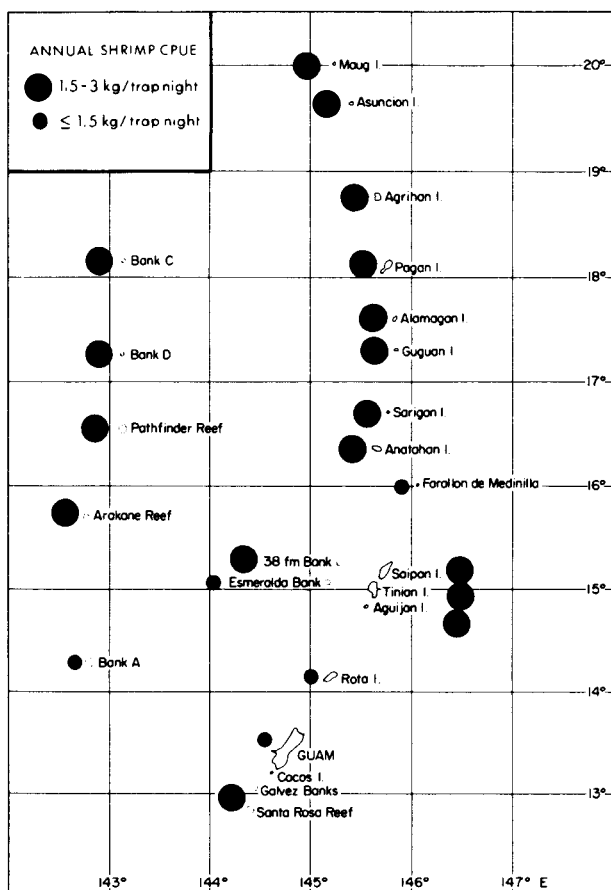 ANNUAL SHRIMP CPUE
1.5-3 kg/trap night
≤ 1.5 kg/trap night
Maug I.
20°
Asuncion I.
19°
Agrihan I.
Bank C
Pagan I.
18°
Alamagan I.
Bank D
Guguan I.
17°
Sarigan I.
Pathfinder Reef
Anatahan I.
Farallon de Medinilla
16°
Arakane Reef
38 fm Bank
Saipan I.
Esmeralda Bank
Tinian I.
15°
Aguijan I.
Bank A
Rota I.
14°
GUAM
Cocos I.
Galvez Banks
13°
Santa Rosa Reef
143° 144° 145° 146° 147° E